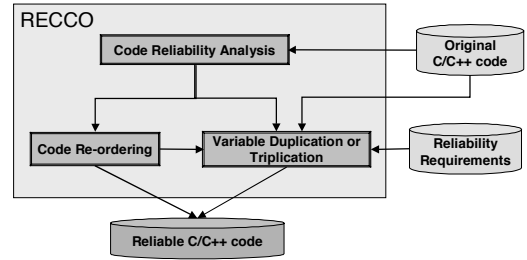 RECCO
Code Reliability Analysis
Original
C/C++ code
Code Re-ordering
Variable Duplication or
Triplication
Reliability
Requirements
Reliable C/C++ code